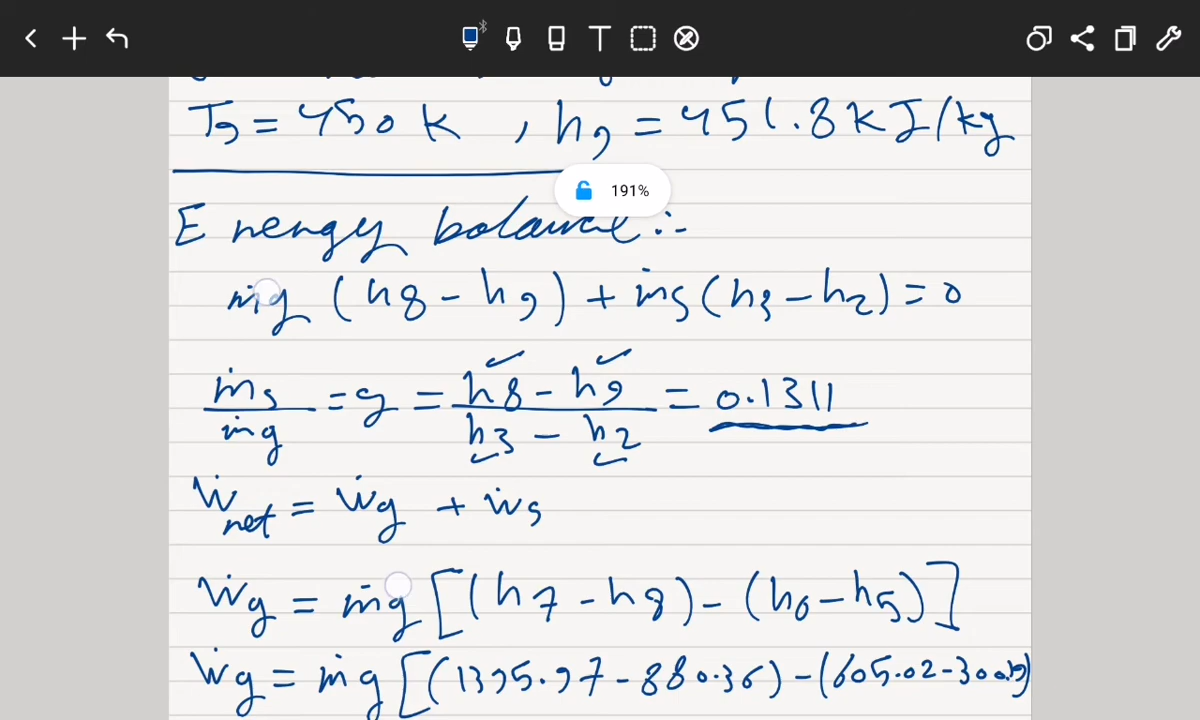 T9 = 450 K , h9 = 451.8 kJ/kg
191%
Energy balance :-
ṁg (h8 - h9) + ṁs (h3 - h2) = 0
ṁs/ṁg = y = (h8 - h9)/(h3 - h2) = 0.1311
Ẇnet = Ẇg + Ẇs
Ẇg = ṁg [(h7 - h8) - (h6 - h5)]
Ẇg = ṁg [(1395.97 - 880.36) - (605.02 - 300.19)